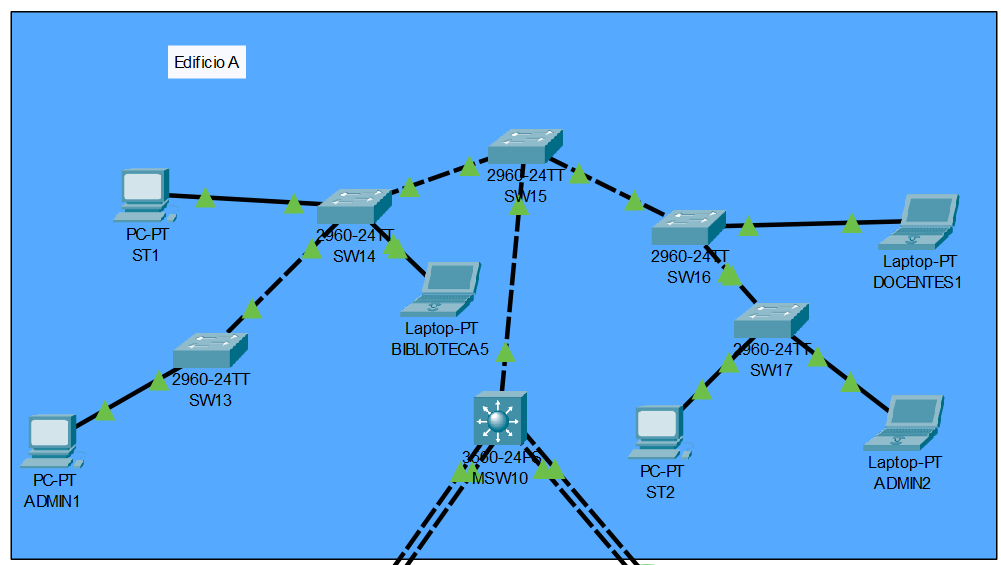 Edificio A
2960-24TT
SW15
PC-PT
ST1
2960-24TT
SW14
2960-24TT
SW16
Laptop-PT
DOCENTES1
Laptop-PT
BIBLIOTECA5
2960-24TT
SW13
2960-24TT
SW17
3560-24PS
MSW10
PC-PT
ADMIN1
PC-PT
ST2
Laptop-PT
ADMIN2